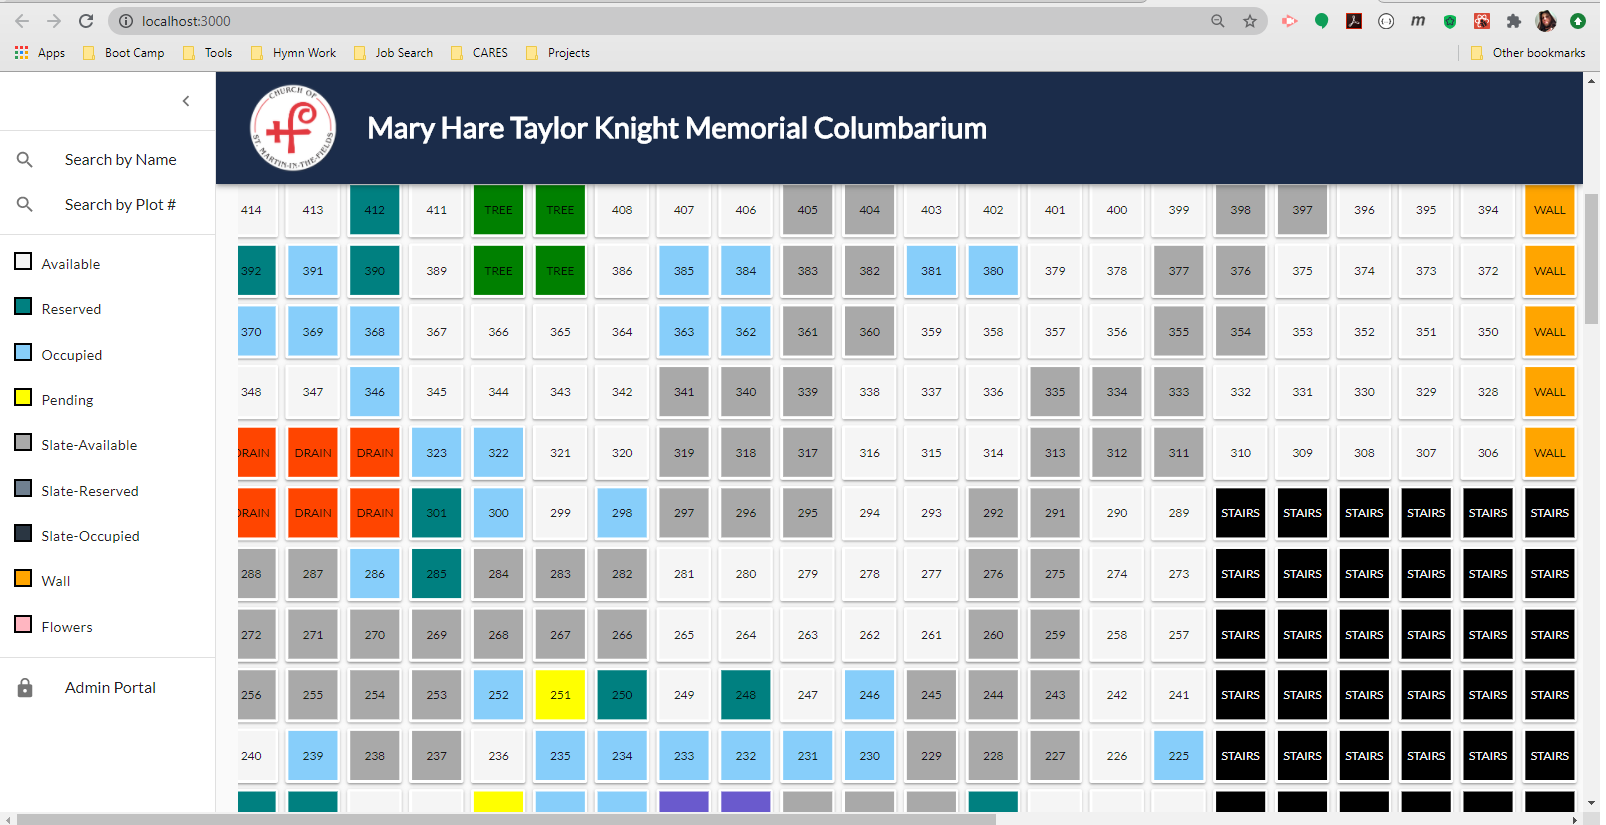 localhost:3000
Apps Boot Camp Tools Hymn Work Job Search CARES Projects Other bookmarks
CHURCH OF
ST. MARTIN-IN-THE-FIELDS
Mary Hare Taylor Knight Memorial Columbarium
Search by Name
Search by Plot #
Available
Reserved
Occupied
Pending
Slate-Available
Slate-Reserved
Slate-Occupied
Wall
Flowers
Admin Portal
414 413 412 411 TREE TREE 408 407 406 405 404 403 402 401 400 399 398 397 396 395 394 WALL
392 391 390 389 TREE TREE 386 385 384 383 382 381 380 379 378 377 376 375 374 373 372 WALL
370 369 368 367 366 365 364 363 362 361 360 359 358 357 356 355 354 353 352 351 350 WALL
348 347 346 345 344 343 342 341 340 339 338 337 336 335 334 333 332 331 330 329 328 WALL
DRAIN DRAIN DRAIN 323 322 321 320 319 318 317 316 315 314 313 312 311 310 309 308 307 306 WALL
DRAIN DRAIN DRAIN 301 300 299 298 297 296 295 294 293 292 291 290 289 STAIRS STAIRS STAIRS STAIRS STAIRS STAIRS
288 287 286 285 284 283 282 281 280 279 278 277 276 275 274 273 STAIRS STAIRS STAIRS STAIRS STAIRS STAIRS
272 271 270 269 268 267 266 265 264 263 262 261 260 259 258 257 STAIRS STAIRS STAIRS STAIRS STAIRS STAIRS
256 255 254 253 252 251 250 249 248 247 246 245 244 243 242 241 STAIRS STAIRS STAIRS STAIRS STAIRS STAIRS
240 239 238 237 236 235 234 233 232 231 230 229 228 227 226 225 STAIRS STAIRS STAIRS STAIRS STAIRS STAIRS